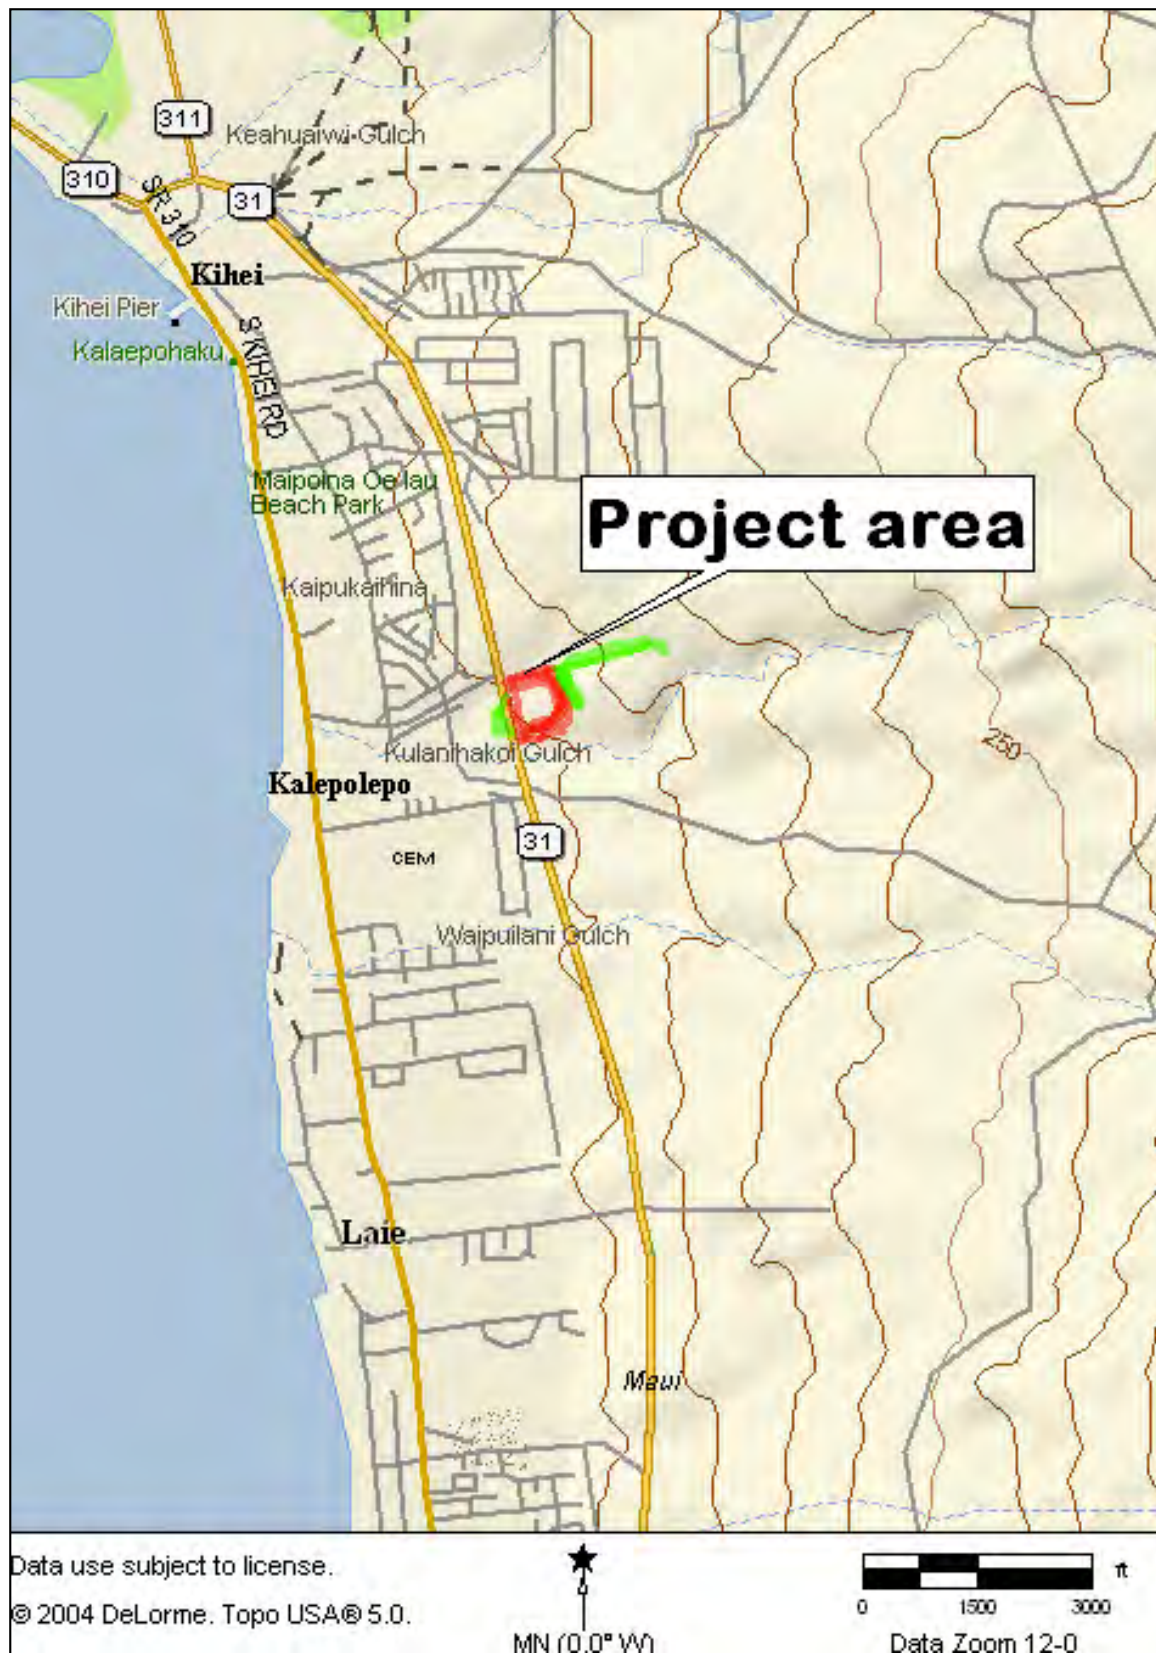 311
Keahuaiwi Gulch
310
SR 310
31
Kihei
Kihei Pier
Kalaepohaku
S KIHEI RD
Maipoina Oe Iau
Beach Park
Project area
Kaipukaihina
Kulanihakoi Gulch
Kalepolepo
250
31
CEM
Waipuilani Gulch
Laie
Maui
Data use subject to license.
© 2004 DeLorme. Topo USA® 5.0.
MN (0.0° W)
ft
0 1500 3000
Data Zoom 12-0